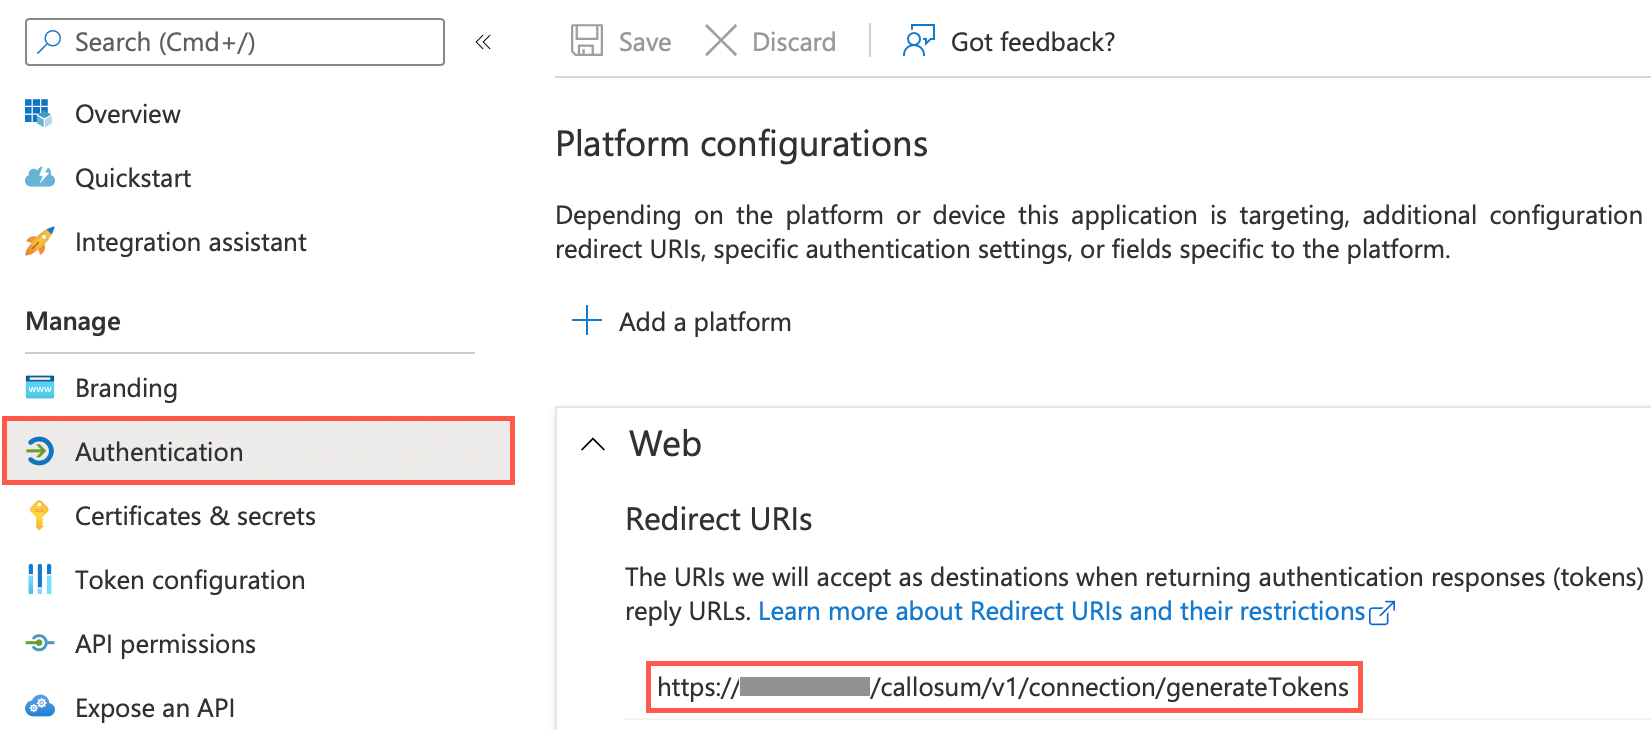 Search (Cmd+/)
Overview
Quickstart
Integration assistant
Manage
Branding
Authentication
Certificates & secrets
Token configuration
API permissions
Expose an API
Save
Discard
Got feedback?
Platform configurations
Depending on the platform or device this application is targeting, additional configuration
redirect URIs, specific authentication settings, or fields specific to the platform.
Add a platform
Web
Redirect URIs
The URIs we will accept as destinations when returning authentication responses (tokens)
reply URLs. Learn more about Redirect URIs and their restrictions
https:///callosum/v1/connection/generateTokens